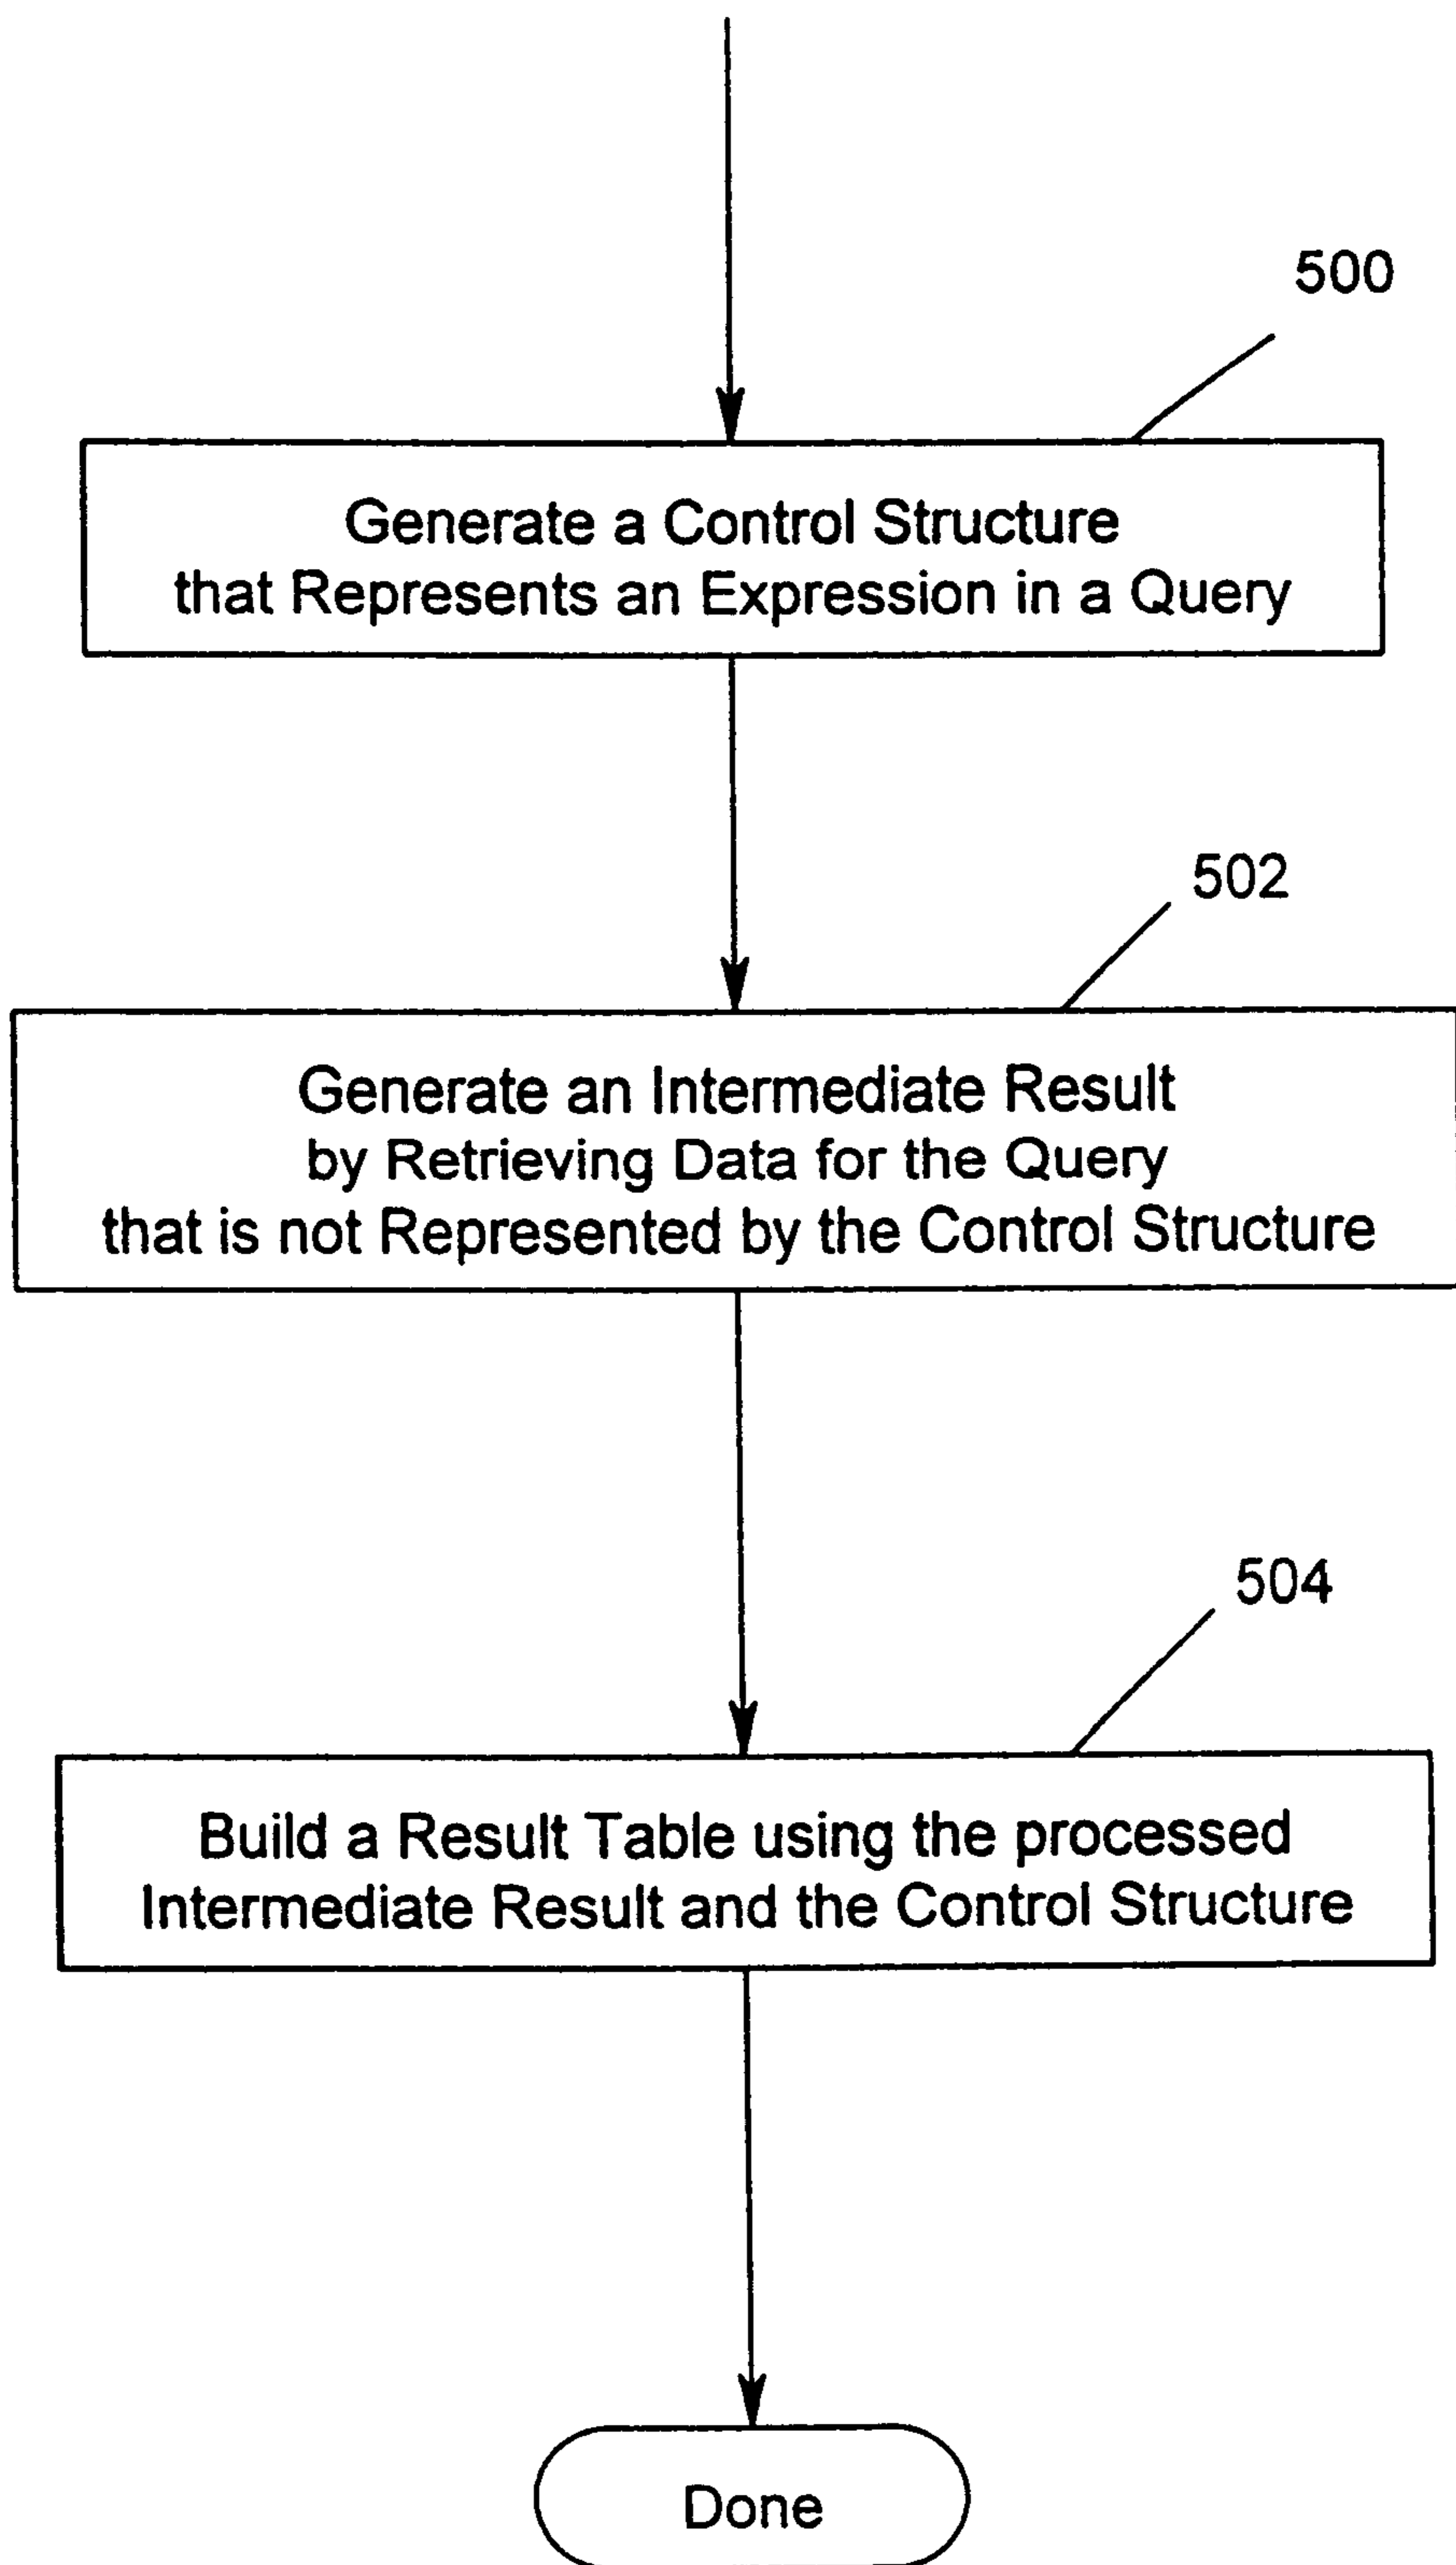 500
Generate a Control Structure
that Represents an Expression in a Query
502
Generate an Intermediate Result
by Retrieving Data for the Query
that is not Represented by the Control Structure
504
Build a Result Table using the processed
Intermediate Result and the Control Structure
Done